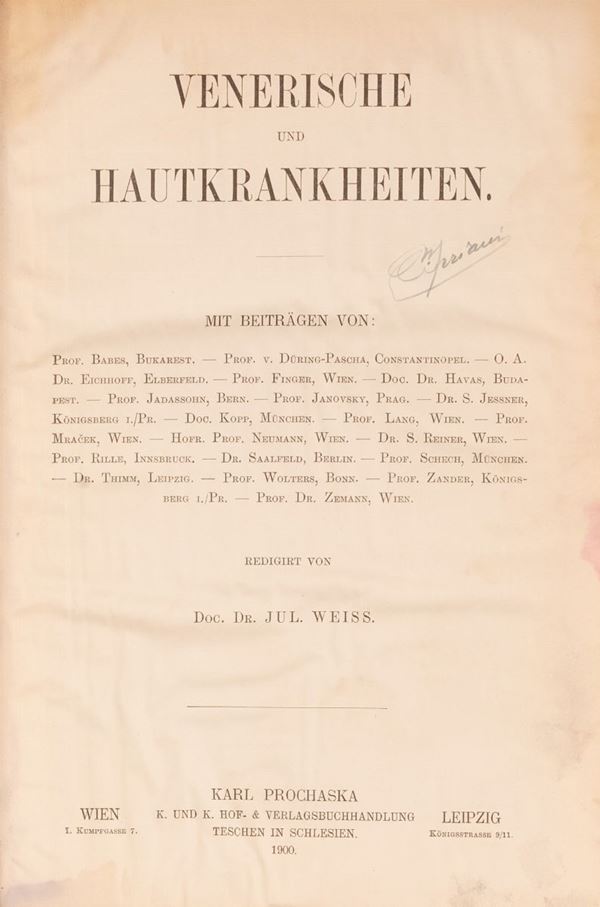 VENERISCHE
UND
HAUTKRANKHEITEN.
MIT BEITRÄGEN VON:
Prof. Babes, Bukarest. — Prof. v. Düring-Pascha, Constantinopel. — O. A.
Dr. Eichhoff, Elberfeld. — Prof. Finger, Wien. — Doc. Dr. Havas, Buda-
pest. — Prof. Jadassohn, Bern. — Prof. Janovsky, Prag. — Dr. S. Jessner,
Königsberg i./Pr. — Doc. Kopp, München. — Prof. Lang, Wien. — Prof.
Mraček, Wien. — Hofr. Prof. Neumann, Wien. — Dr. S. Reiner, Wien. —
Prof. Rille, Innsbruck. — Dr. Saalfeld, Berlin. — Prof. Schech, München.
— Dr. Thimm, Leipzig. — Prof. Wolters, Bonn. — Prof. Zander, Königs-
berg i./Pr. — Prof. Dr. Zemann, Wien.
REDIGIRT VON
Doc. Dr. JUL. WEISS.
KARL PROCHASKA
WIEN
I. Kumpfgasse 7.
K. UND K. HOF- & VERLAGSBUCHHANDLUNG
TESCHEN IN SCHLESIEN.
1900.
LEIPZIG
Königsstrasse 9/11.